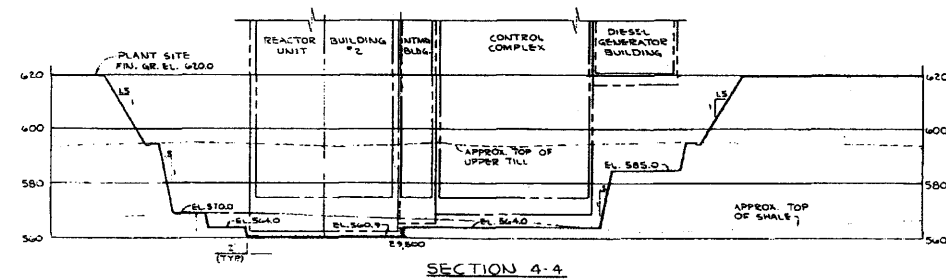 REACTOR BUILDING
UNIT #2
INTMD.
BLDG.
CONTROL
COMPLEX
DIESEL
GENERATOR
BUILDING
PLANT SITE
FIN. GR. EL. 620.0
620
620
1.5
1.5
600
600
APPROX. TOP OF
UPPER TILL
EL. 585.0
580
580
EL. 570.0
EL. 564.0
EL. 560.9
EL. 564.0
APPROX. TOP
OF SHALE
560
560
2
(TYP)
29,800
SECTION 4-4